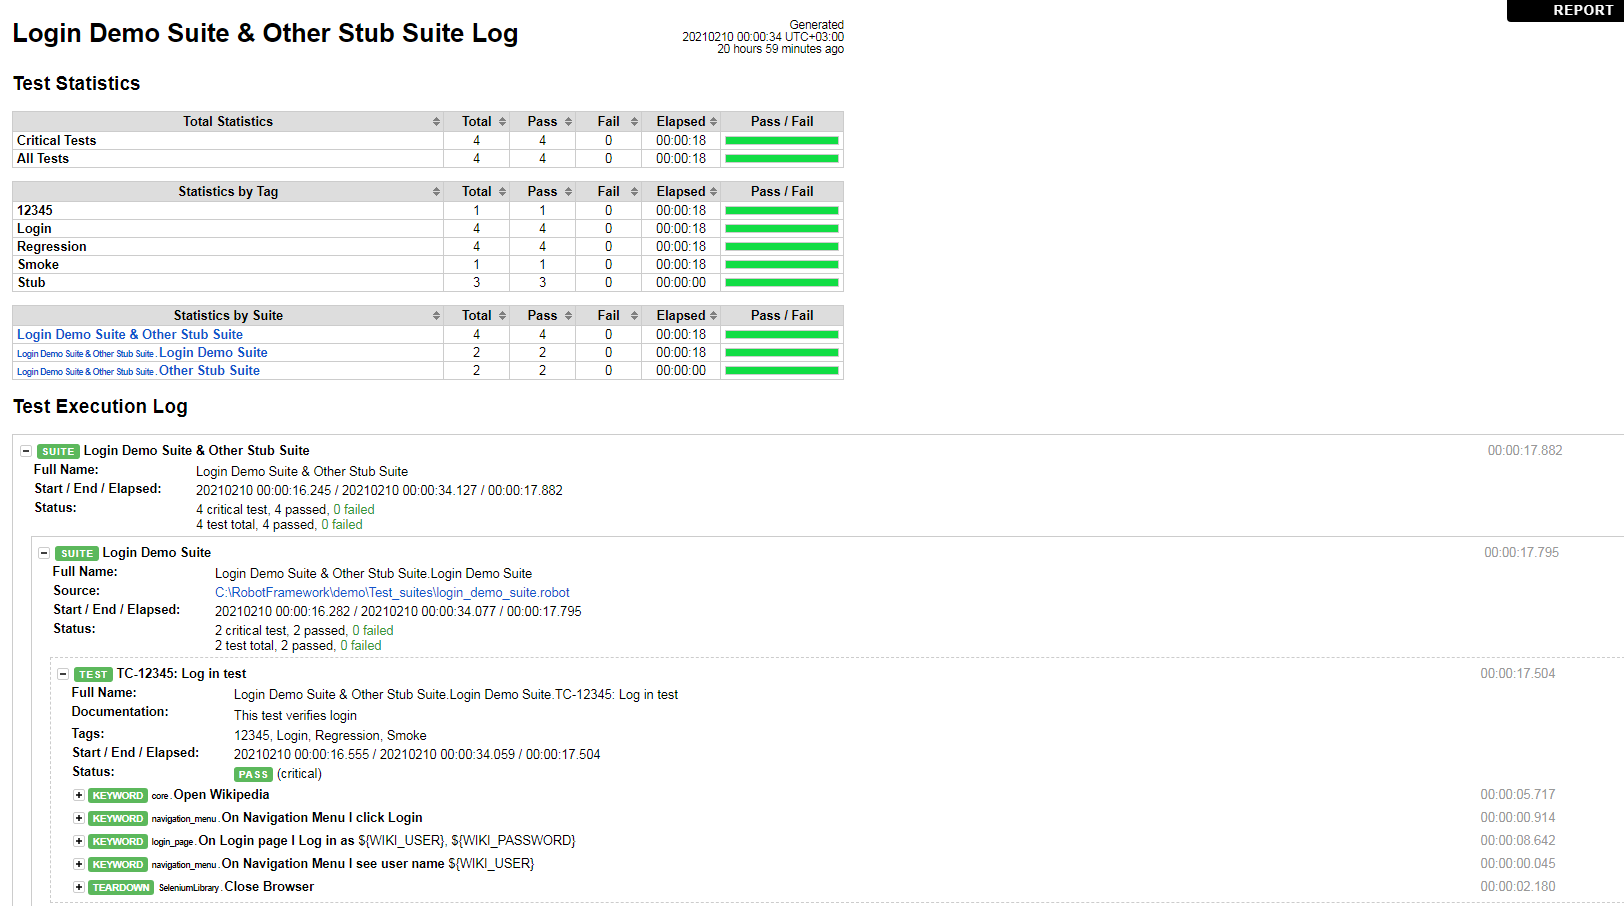 REPORT
Login Demo Suite & Other Stub Suite Log
Generated
20210210 00:00:34 UTC+03:00
20 hours 59 minutes ago
Test Statistics
Total Statistics Total Pass Fail Elapsed Pass / Fail
Critical Tests 4 4 0 00:00:18
All Tests 4 4 0 00:00:18
Statistics by Tag Total Pass Fail Elapsed Pass / Fail
12345 1 1 0 00:00:18
Login 4 4 0 00:00:18
Regression 4 4 0 00:00:18
Smoke 1 1 0 00:00:18
Stub 3 3 0 00:00:00
Statistics by Suite Total Pass Fail Elapsed Pass / Fail
Login Demo Suite & Other Stub Suite 4 4 0 00:00:18
Login Demo Suite & Other Stub Suite . Login Demo Suite 2 2 0 00:00:18
Login Demo Suite & Other Stub Suite . Other Stub Suite 2 2 0 00:00:00
Test Execution Log
SUITE Login Demo Suite & Other Stub Suite 00:00:17.882
Full Name: Login Demo Suite & Other Stub Suite
Start / End / Elapsed: 20210210 00:00:16.245 / 20210210 00:00:34.127 / 00:00:17.882
Status: 4 critical test, 4 passed, 0 failed
4 test total, 4 passed, 0 failed
SUITE Login Demo Suite 00:00:17.795
Full Name: Login Demo Suite & Other Stub Suite.Login Demo Suite
Source: C:\RobotFramework\demo\Test_suites\login_demo_suite.robot
Start / End / Elapsed: 20210210 00:00:16.282 / 20210210 00:00:34.077 / 00:00:17.795
Status: 2 critical test, 2 passed, 0 failed
2 test total, 2 passed, 0 failed
TEST TC-12345: Log in test 00:00:17.504
Full Name: Login Demo Suite & Other Stub Suite.Login Demo Suite.TC-12345: Log in test
Documentation: This test verifies login
Tags: 12345, Login, Regression, Smoke
Start / End / Elapsed: 20210210 00:00:16.555 / 20210210 00:00:34.059 / 00:00:17.504
Status: PASS (critical)
KEYWORD core . Open Wikipedia 00:00:05.717
KEYWORD navigation_menu . On Navigation Menu I click Login 00:00:00.914
KEYWORD login_page . On Login page I Log in as ${WIKI_USER}, ${WIKI_PASSWORD} 00:00:08.642
KEYWORD navigation_menu . On Navigation Menu I see user name ${WIKI_USER} 00:00:00.045
TEARDOWN SeleniumLibrary . Close Browser 00:00:02.180